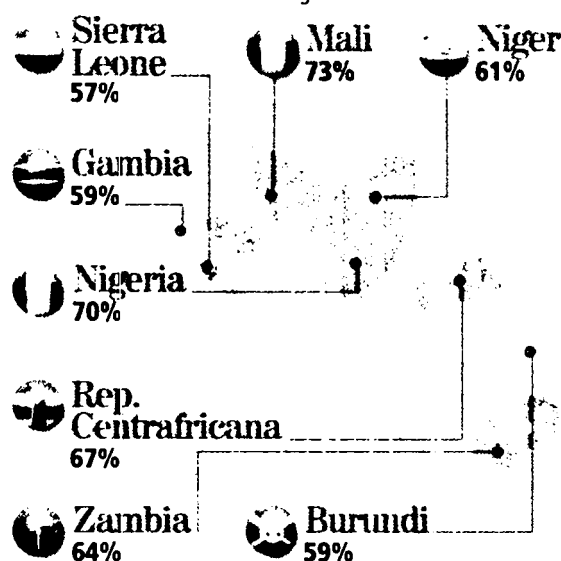 Sierra
Leone
57%
Mali
73%
Niger
61%
Gambia
59%
Nigeria
70%
Rep.
Centrafricana
67%
Zambia
64%
Burundi
59%